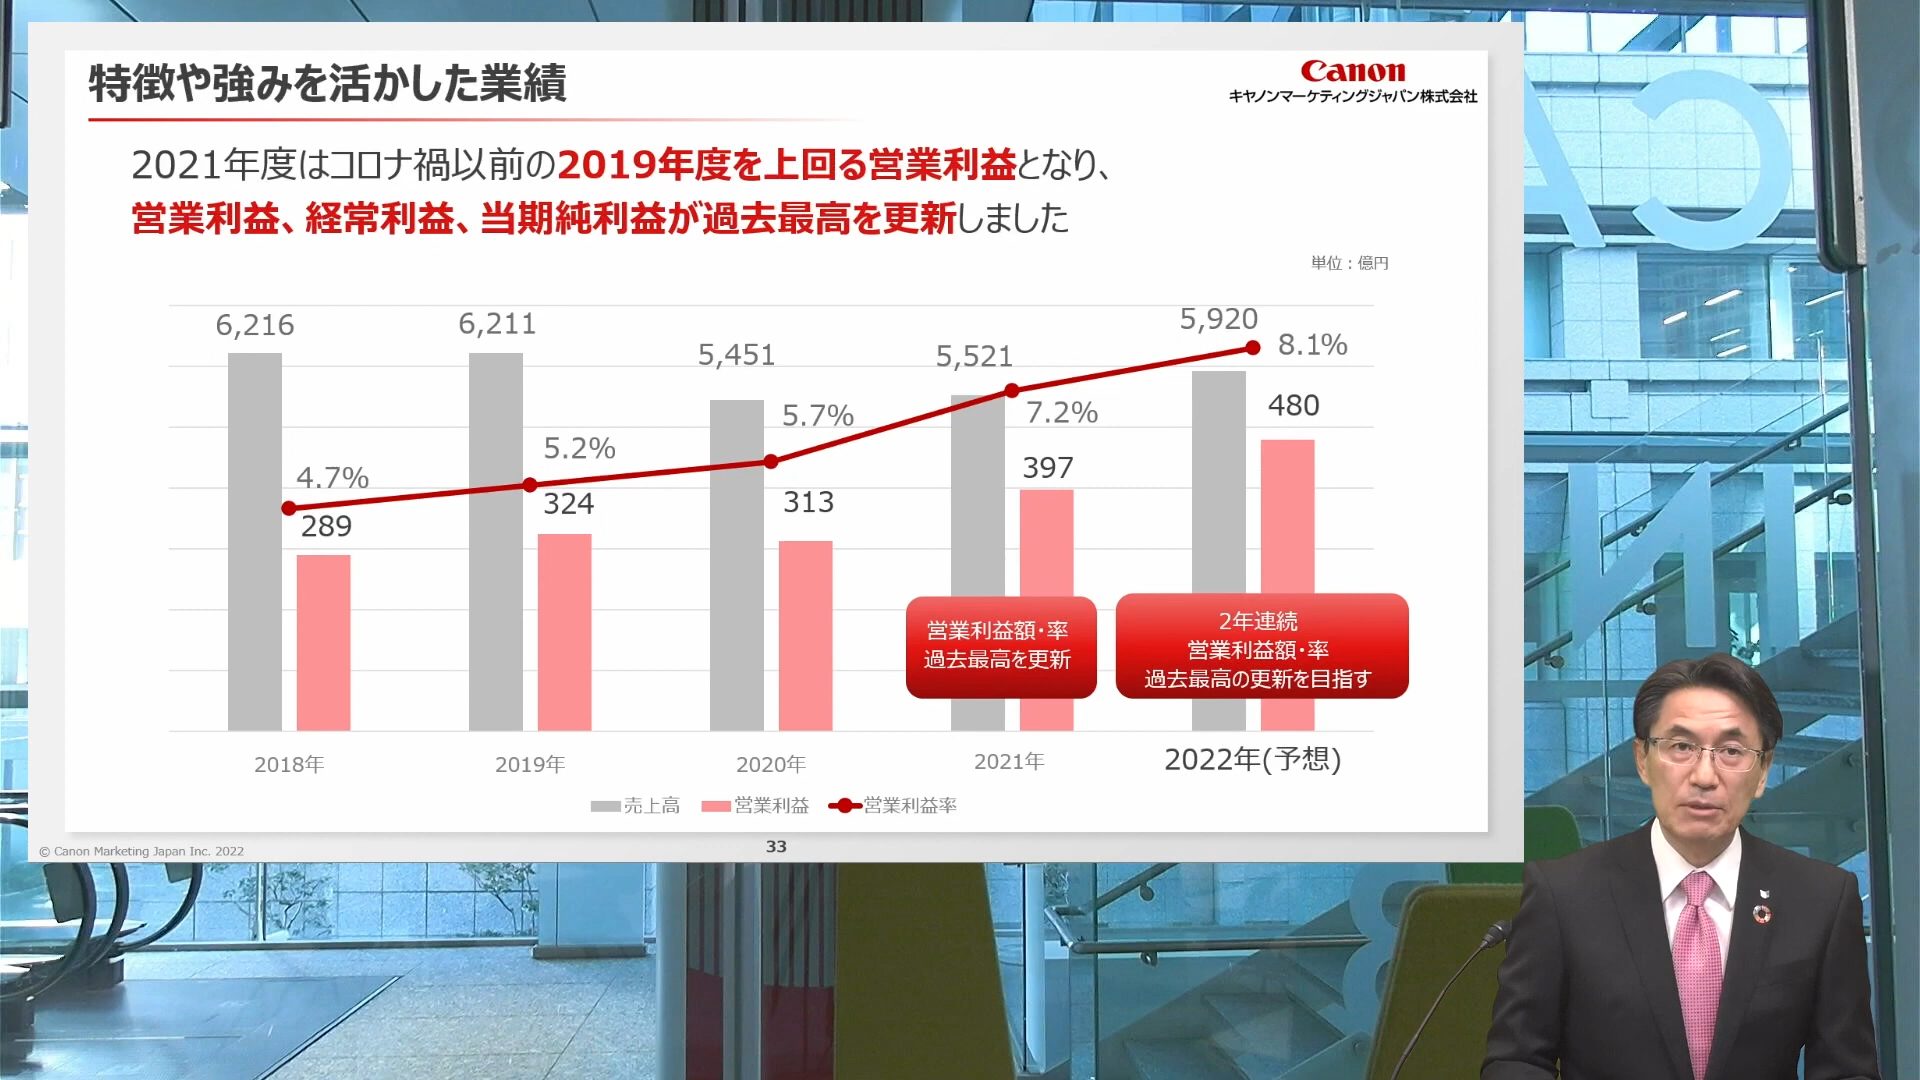 特徴や強みを活かした業績
Canon
キヤノンマーケティングジャパン株式会社
2021年度はコロナ禍以前の2019年度を上回る営業利益となり、
営業利益、経常利益、当期純利益が過去最高を更新しました
単位：億円
6,216
6,211
5,451
5,521
5,920
4.7%
5.2%
5.7%
7.2%
8.1%
289
324
313
397
480
営業利益額・率
過去最高を更新
2年連続
営業利益額・率
過去最高の更新を目指す
2018年
2019年
2020年
2021年
2022年(予想)
売上高
営業利益
営業利益率
© Canon Marketing Japan Inc. 2022
33